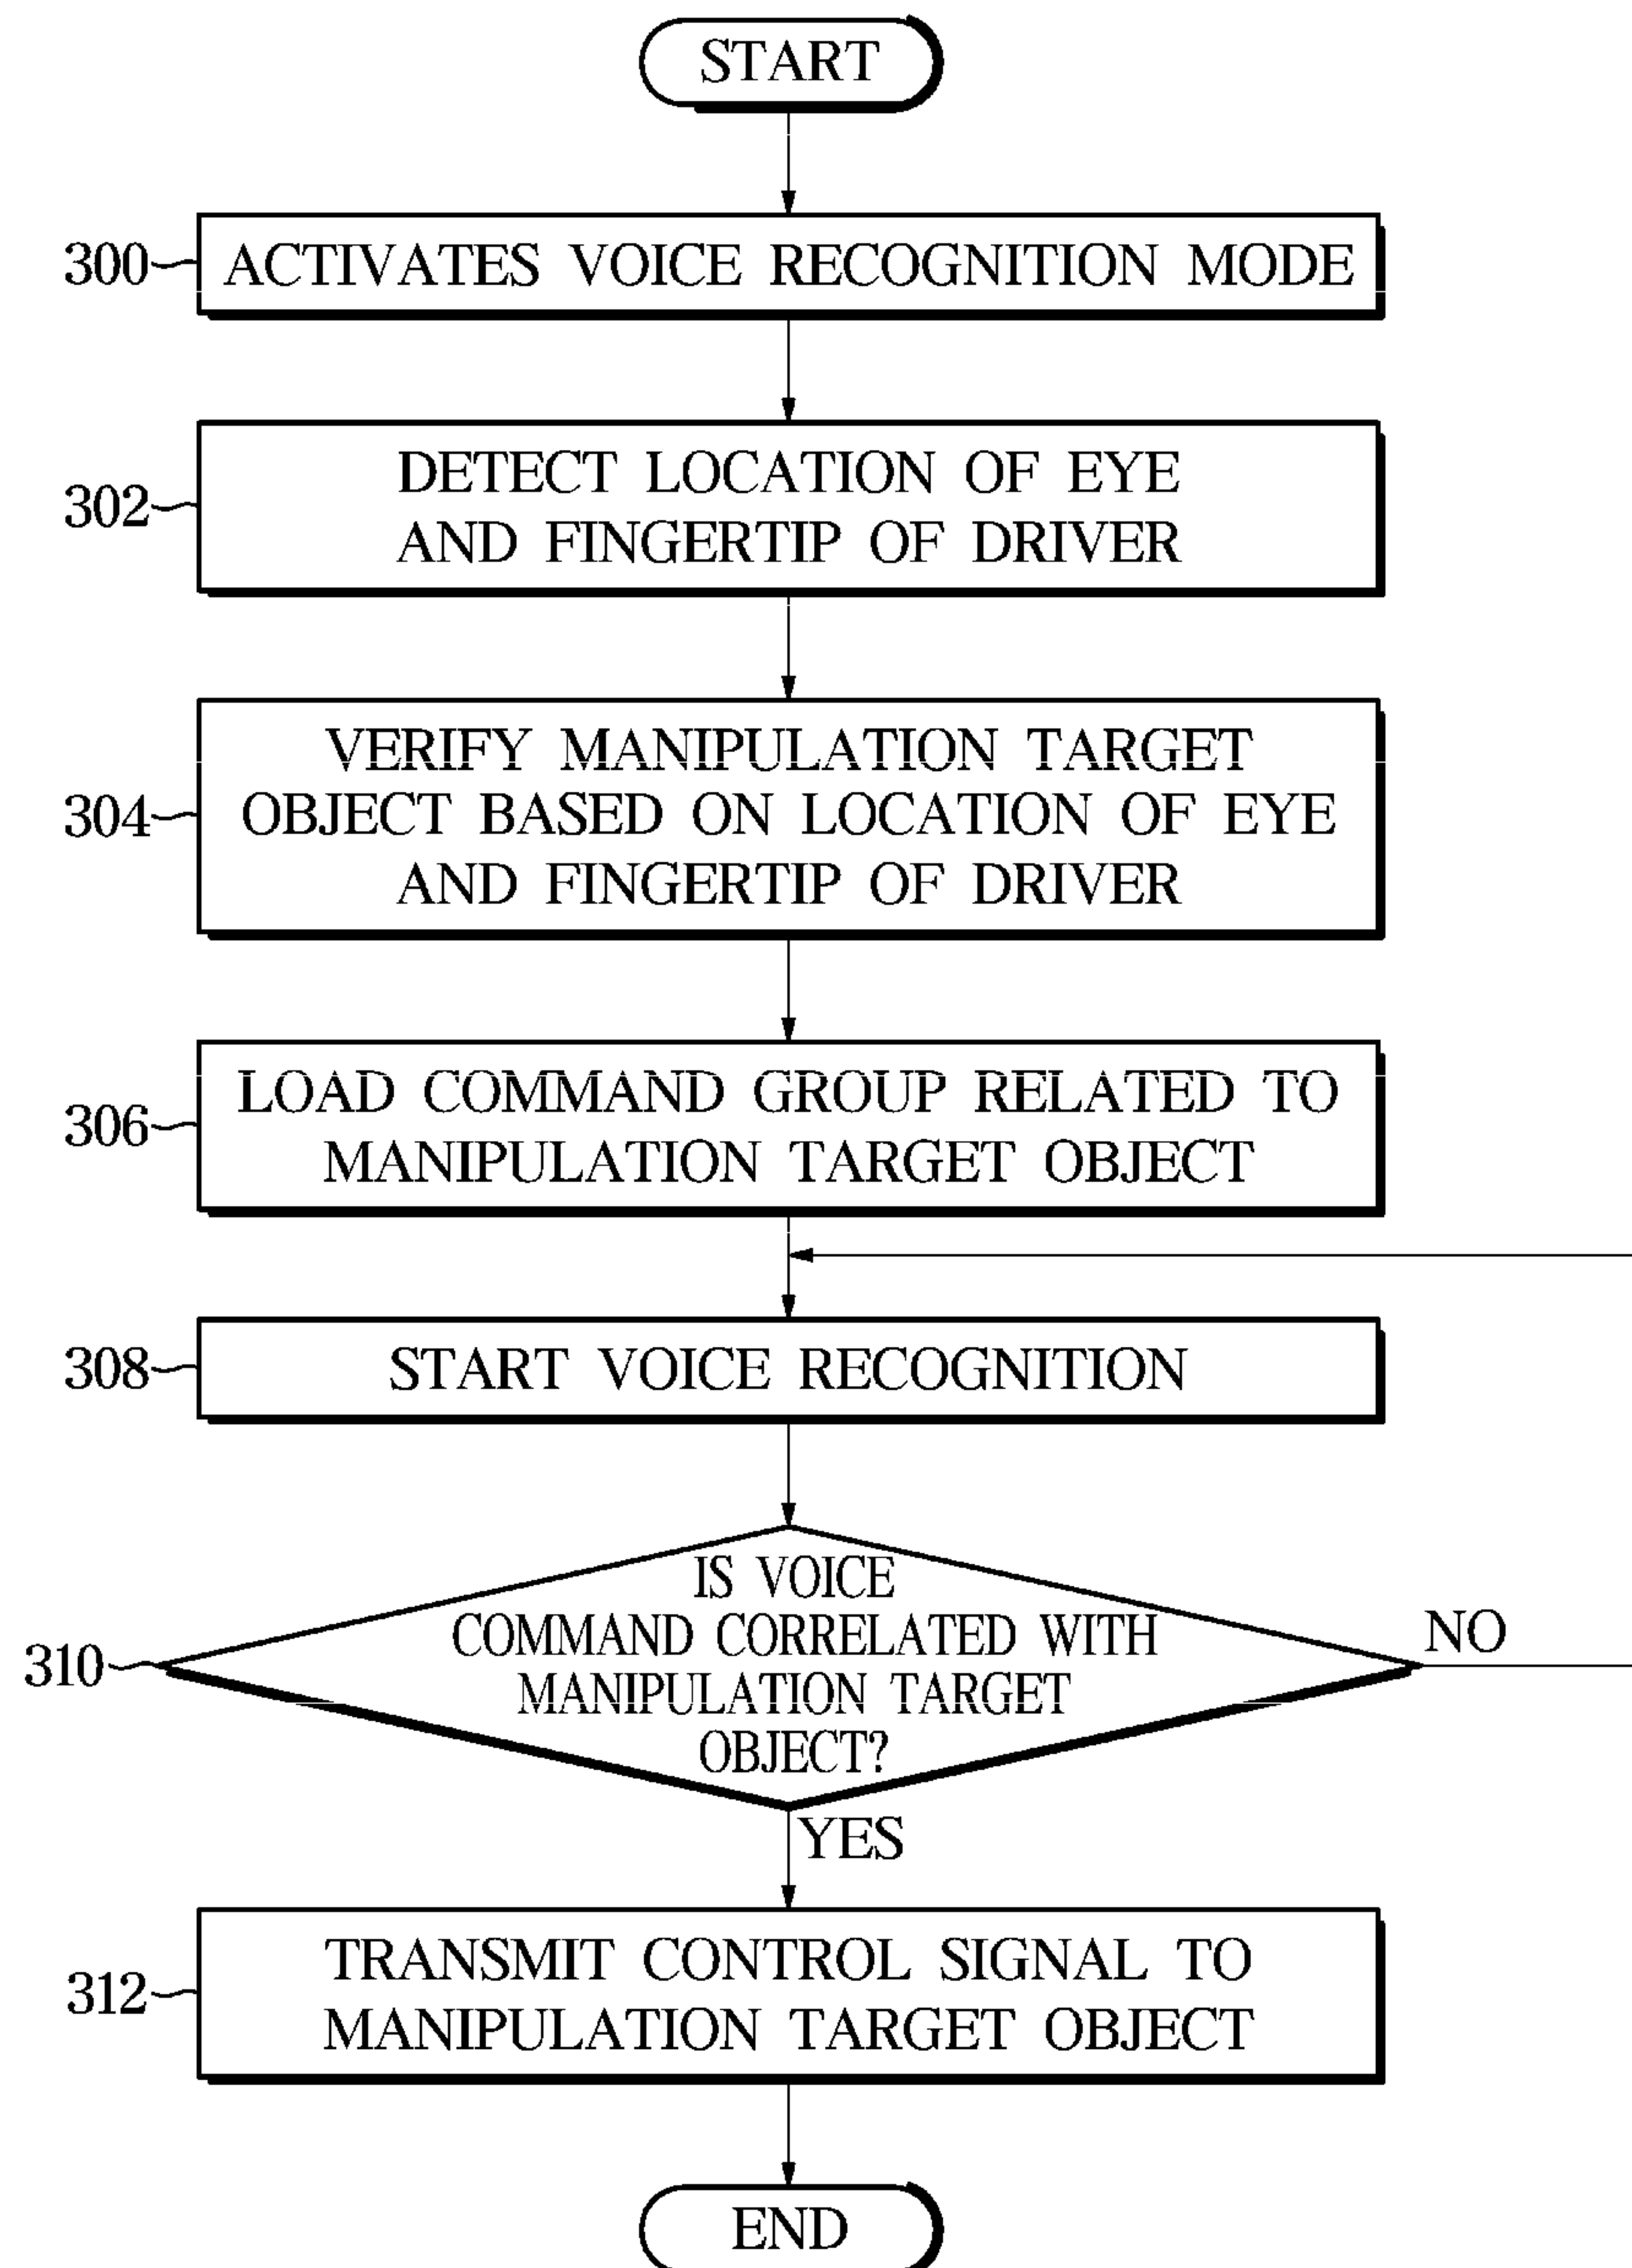 START
300
ACTIVATES VOICE RECOGNITION MODE
302
DETECT LOCATION OF EYE
AND FINGERTIP OF DRIVER
304
VERIFY MANIPULATION TARGET
OBJECT BASED ON LOCATION OF EYE
AND FINGERTIP OF DRIVER
306
LOAD COMMAND GROUP RELATED TO
MANIPULATION TARGET OBJECT
308
START VOICE RECOGNITION
310
IS VOICE
COMMAND CORRELATED WITH
MANIPULATION TARGET
OBJECT?
NO
YES
312
TRANSMIT CONTROL SIGNAL TO
MANIPULATION TARGET OBJECT
END